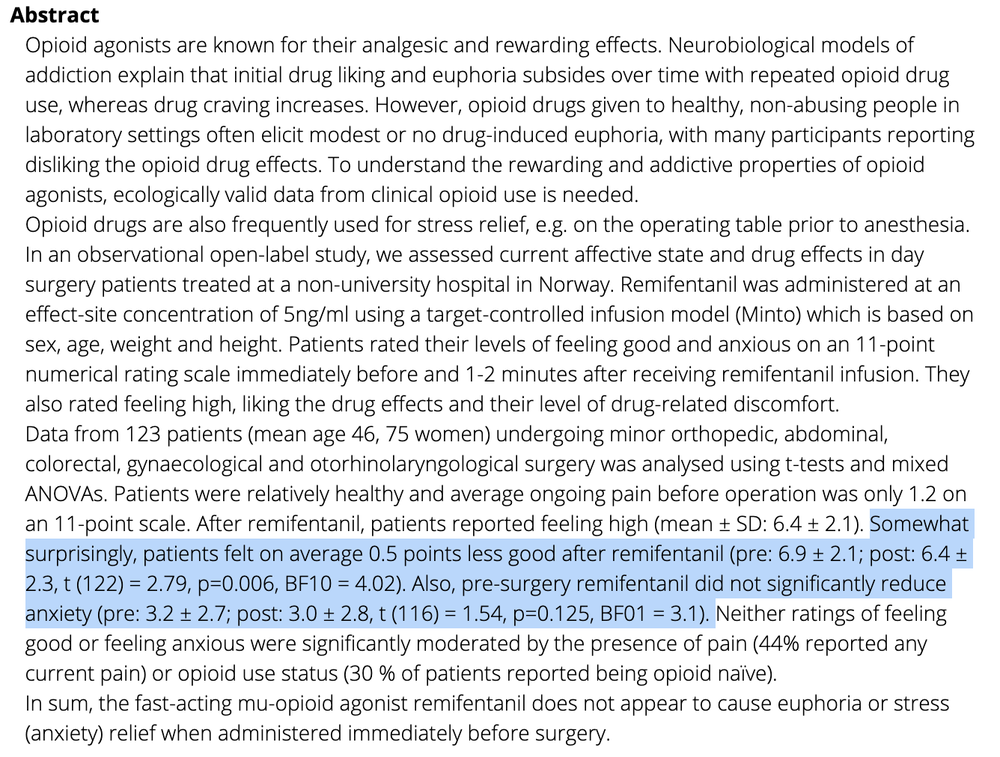 Abstract
Opioid agonists are known for their analgesic and rewarding effects. Neurobiological models of
addiction explain that initial drug liking and euphoria subsides over time with repeated opioid drug
use, whereas drug craving increases. However, opioid drugs given to healthy, non-abusing people in
laboratory settings often elicit modest or no drug-induced euphoria, with many participants reporting
disliking the opioid drug effects. To understand the rewarding and addictive properties of opioid
agonists, ecologically valid data from clinical opioid use is needed.
Opioid drugs are also frequently used for stress relief, e.g. on the operating table prior to anesthesia.
In an observational open-label study, we assessed current affective state and drug effects in day
surgery patients treated at a non-university hospital in Norway. Remifentanil was administered at an
effect-site concentration of 5ng/ml using a target-controlled infusion model (Minto) which is based on
sex, age, weight and height. Patients rated their levels of feeling good and anxious on an 11-point
numerical rating scale immediately before and 1-2 minutes after receiving remifentanil infusion. They
also rated feeling high, liking the drug effects and their level of drug-related discomfort.
Data from 123 patients (mean age 46, 75 women) undergoing minor orthopedic, abdominal,
colorectal, gynaecological and otorhinolaryngological surgery was analysed using t-tests and mixed
ANOVAs. Patients were relatively healthy and average ongoing pain before operation was only 1.2 on
an 11-point scale. After remifentanil, patients reported feeling high (mean ± SD: 6.4 ± 2.1). Somewhat
surprisingly, patients felt on average 0.5 points less good after remifentanil (pre: 6.9 ± 2.1; post: 6.4 ±
2.3, t (122) = 2.79, p=0.006, BF10 = 4.02). Also, pre-surgery remifentanil did not significantly reduce
anxiety (pre: 3.2 ± 2.7; post: 3.0 ± 2.8, t (116) = 1.54, p=0.125, BF01 = 3.1). Neither ratings of feeling
good or feeling anxious were significantly moderated by the presence of pain (44% reported any
current pain) or opioid use status (30 % of patients reported being opioid naïve).
In sum, the fast-acting mu-opioid agonist remifentanil does not appear to cause euphoria or stress
(anxiety) relief when administered immediately before surgery.